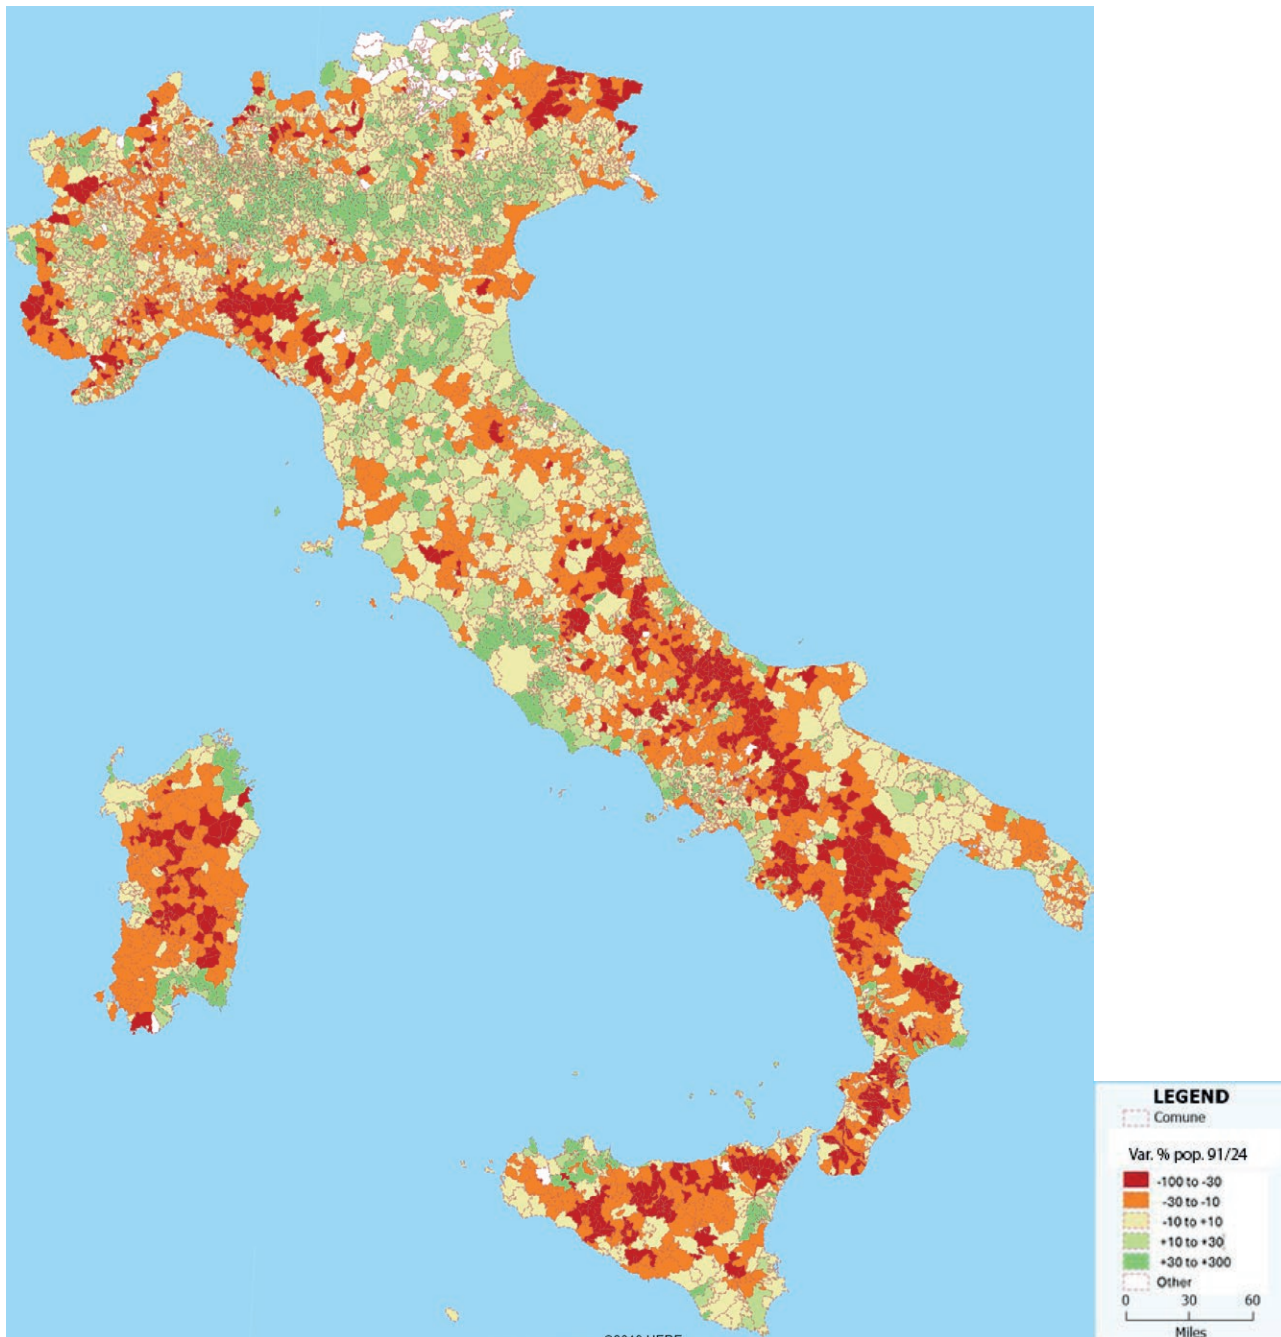 LEGEND
Comune
Var. % pop. 91/24
-100 to -30
-30 to -10
-10 to +10
+10 to +30
+30 to +300
Other
0 30 60
Miles